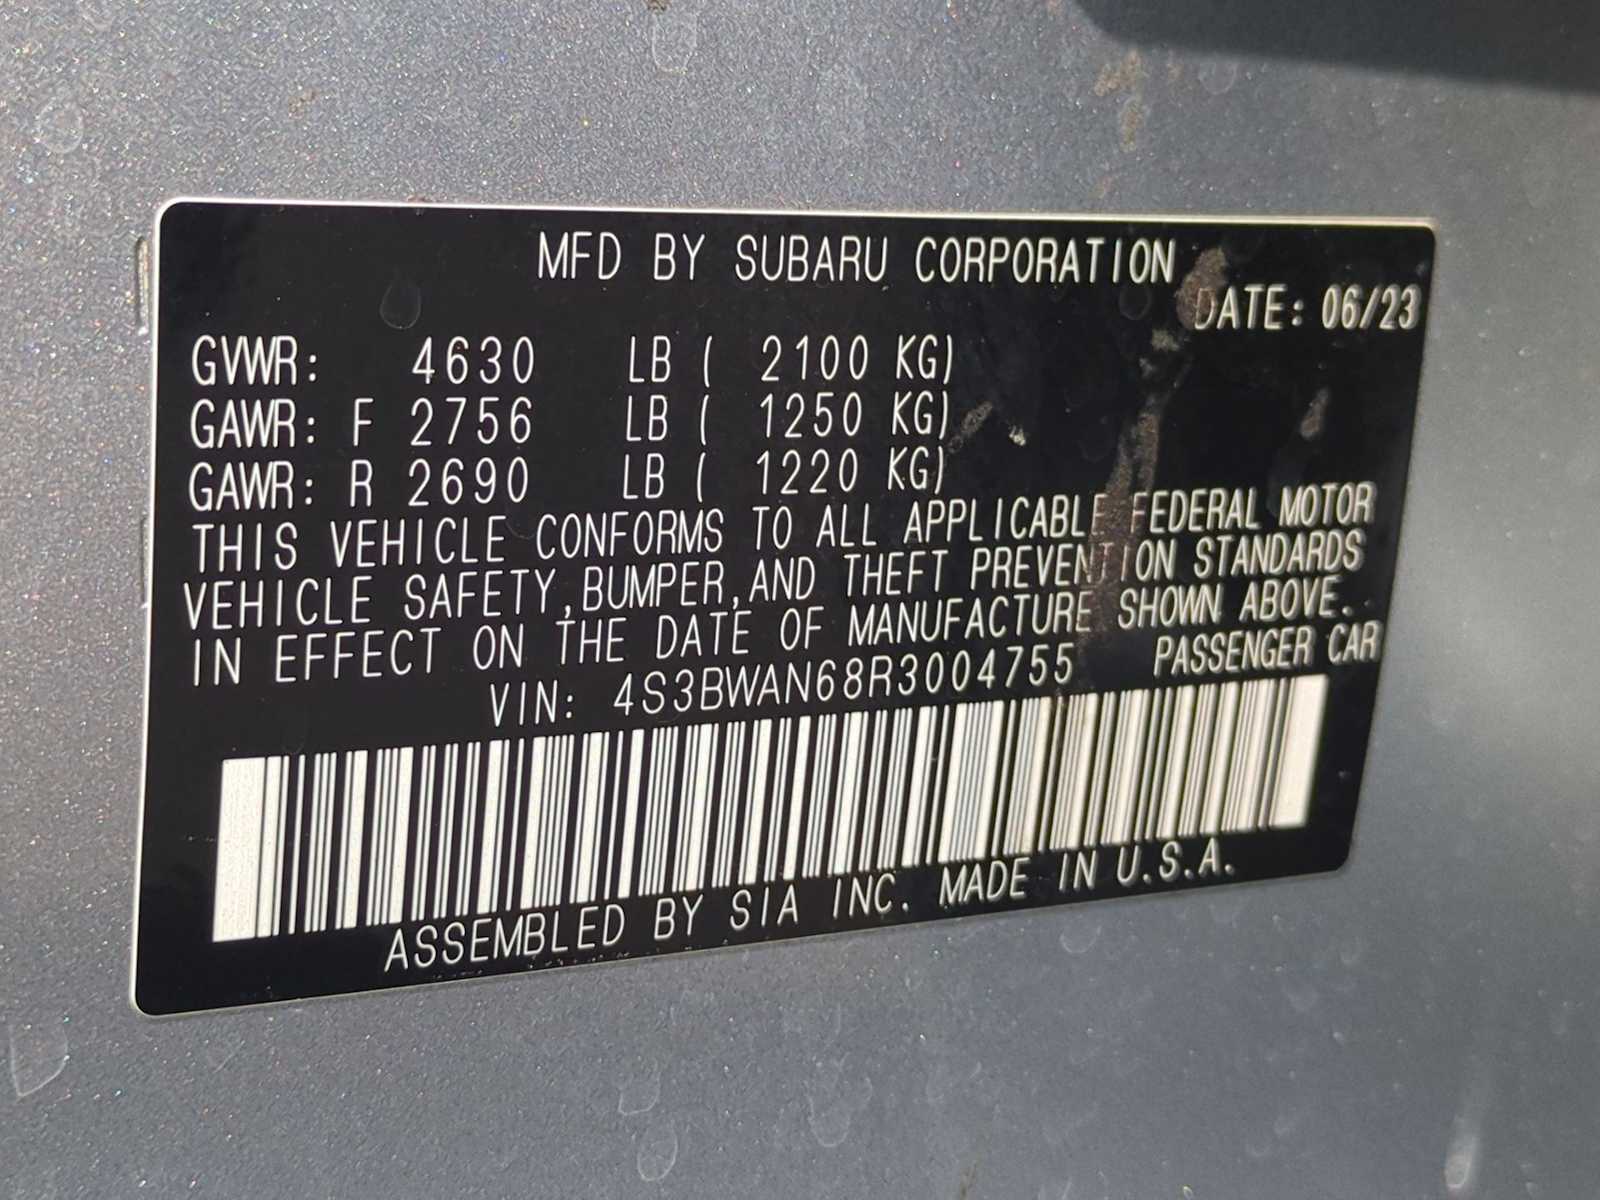 MFD BY SUBARU CORPORATION
DATE: 06/23
GVWR: 4630 LB ( 2100 KG)
GAWR: F 2756 LB ( 1250 KG)
GAWR: R 2690 LB ( 1220 KG)
THIS VEHICLE CONFORMS TO ALL APPLICABLE FEDERAL MOTOR
VEHICLE SAFETY,BUMPER,AND THEFT PREVENTION STANDARDS
IN EFFECT ON THE DATE OF MANUFACTURE SHOWN ABOVE.
VIN: 4S3BWAN68R3004755 PASSENGER CAR
ASSEMBLED BY SIA INC. MADE IN U.S.A.